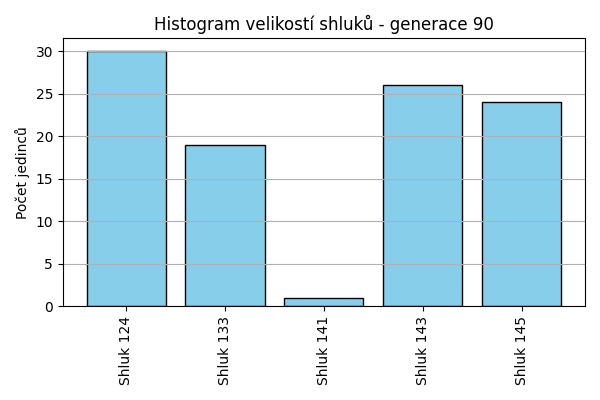 Histogram velikostí shluků - generace 90
Počet jedinců
30
25
20
15
10
5
0
Shluk 124
Shluk 133
Shluk 141
Shluk 143
Shluk 145